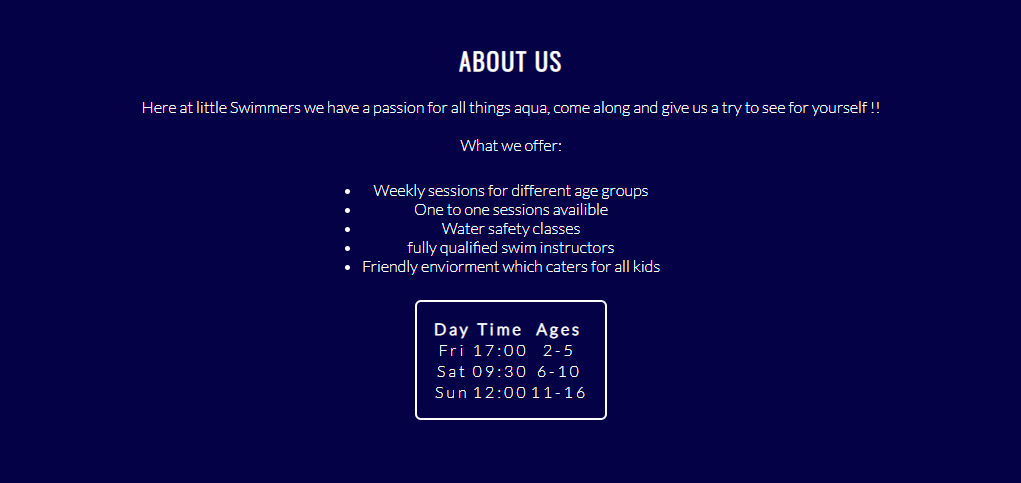 ABOUT US
Here at little Swimmers we have a passion for all things aqua, come along and give us a try to see for yourself !!
What we offer:
• Weekly sessions for different age groups
• One to one sessions availible
• Water safety classes
• fully qualified swim instructors
• Friendly enviorment which caters for all kids
Day Time Ages
Fri 17:00 2-5
Sat 09:30 6-10
Sun 12:00 11-16